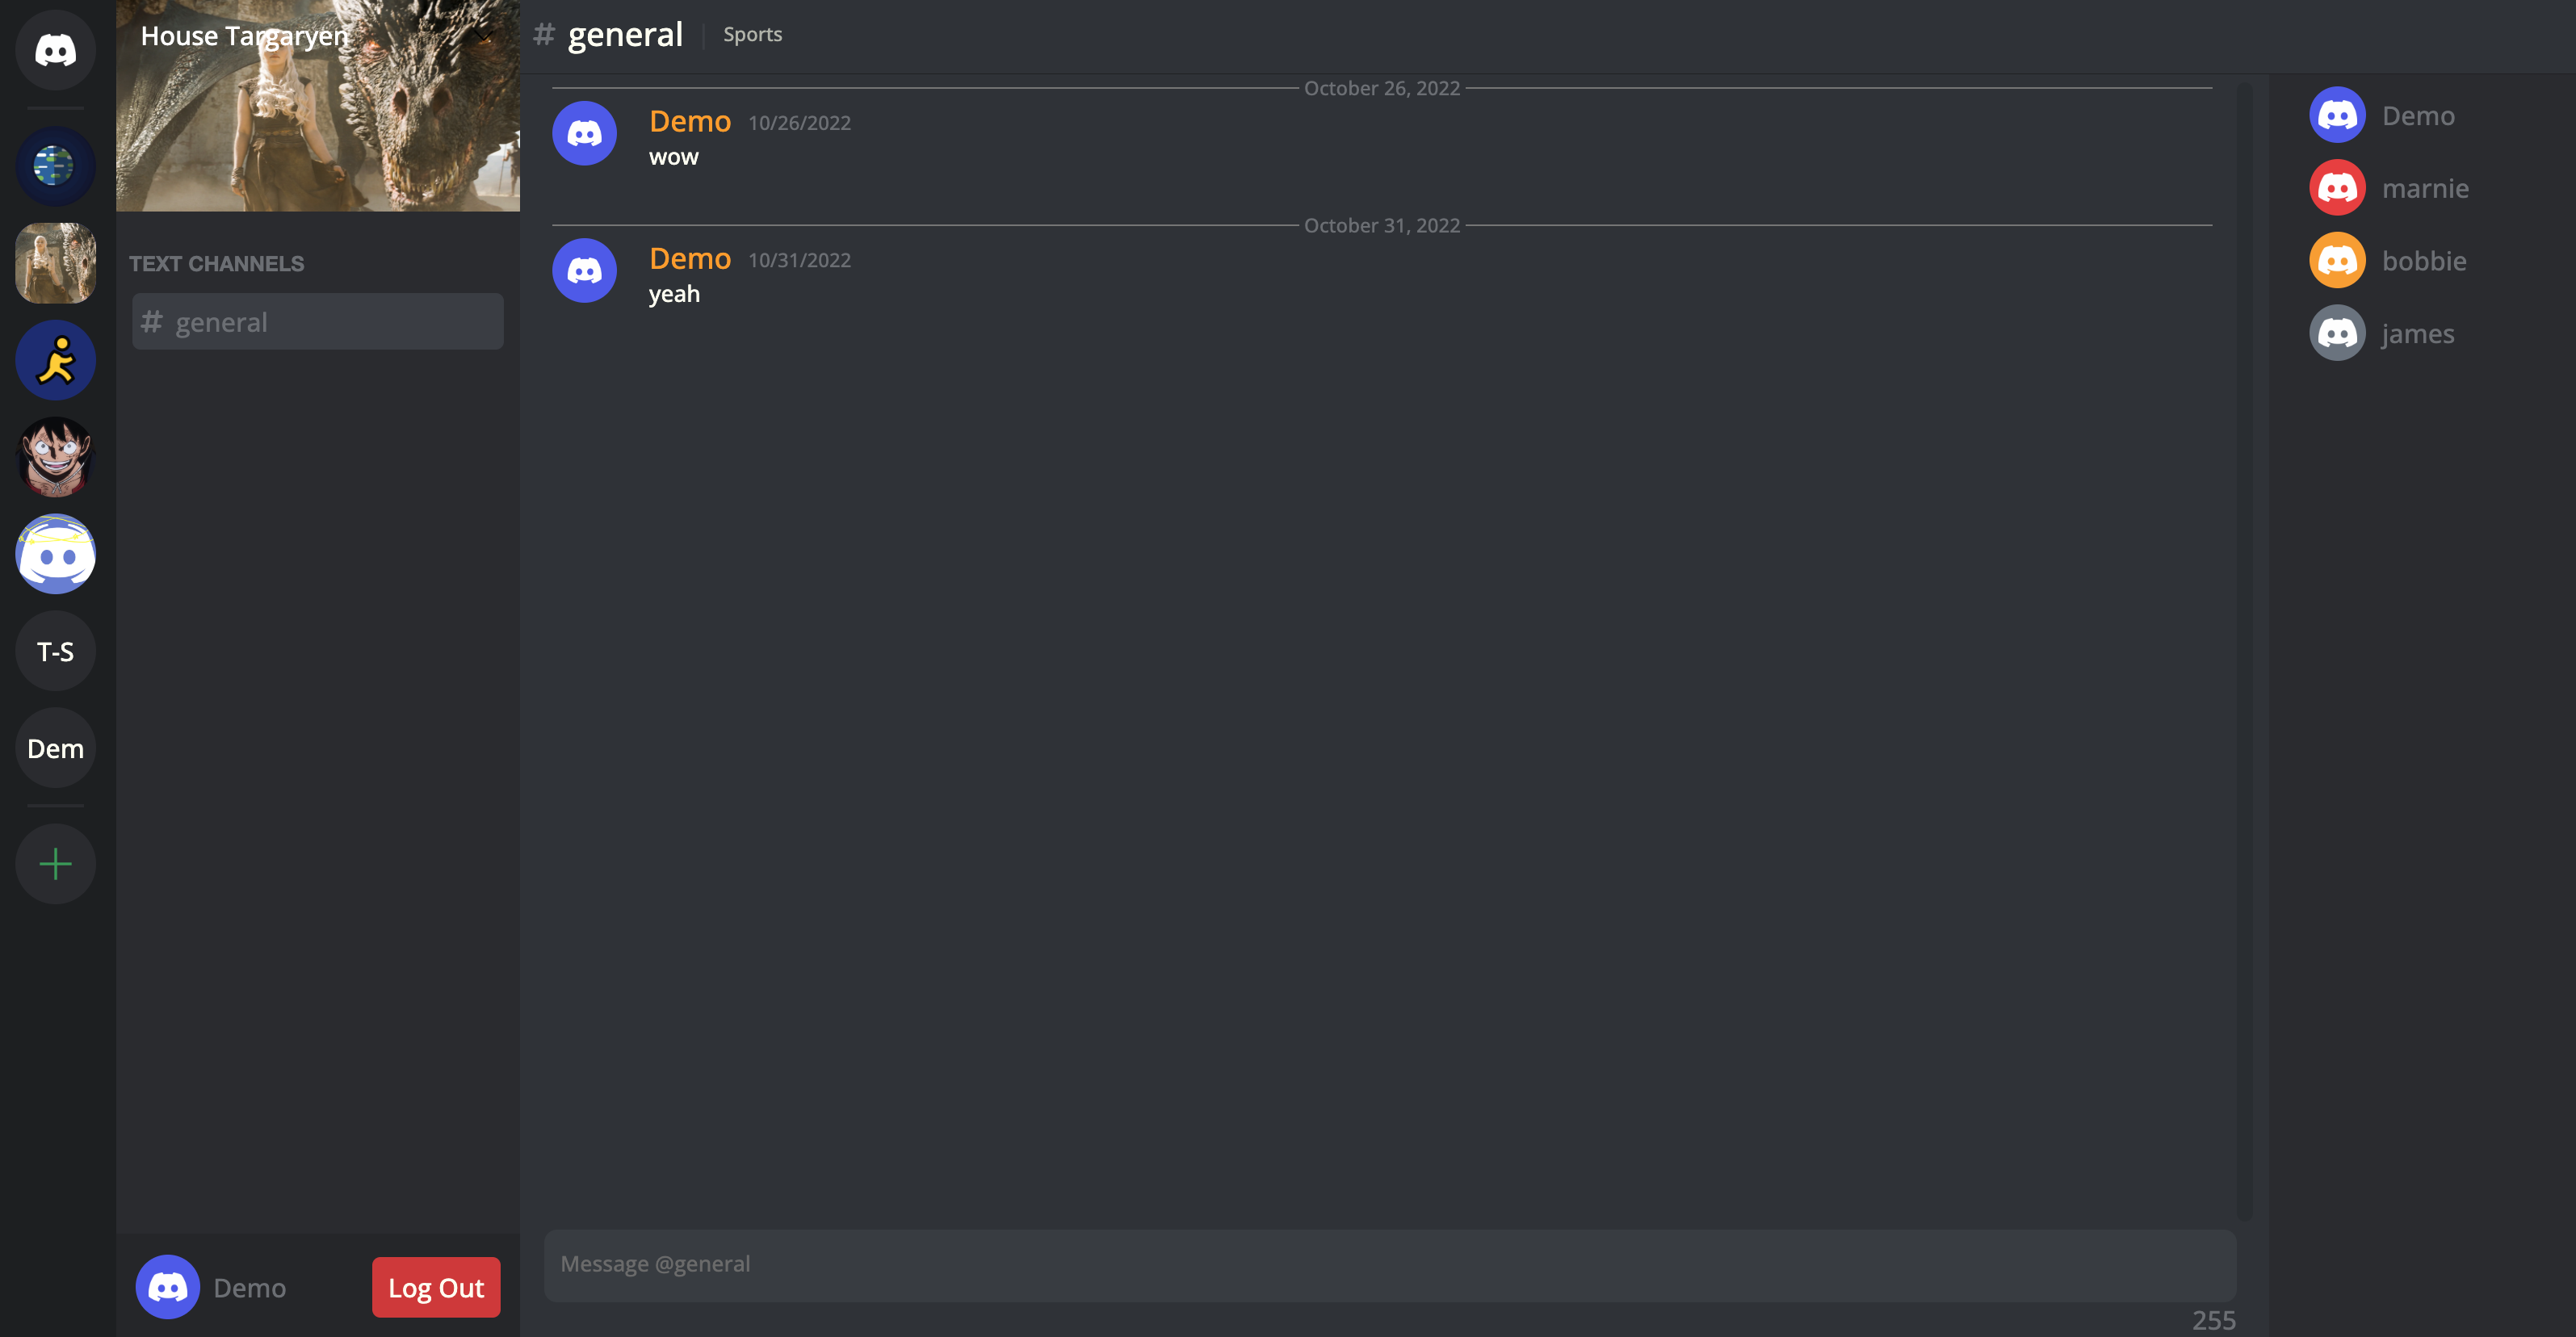 House Targaryen
TEXT CHANNELS
# general
T-S
Dem
Demo
Log Out
# general
Sports
October 26, 2022
Demo 10/26/2022
wow
October 31, 2022
Demo 10/31/2022
yeah
Message @general
255
Demo
marnie
bobbie
james